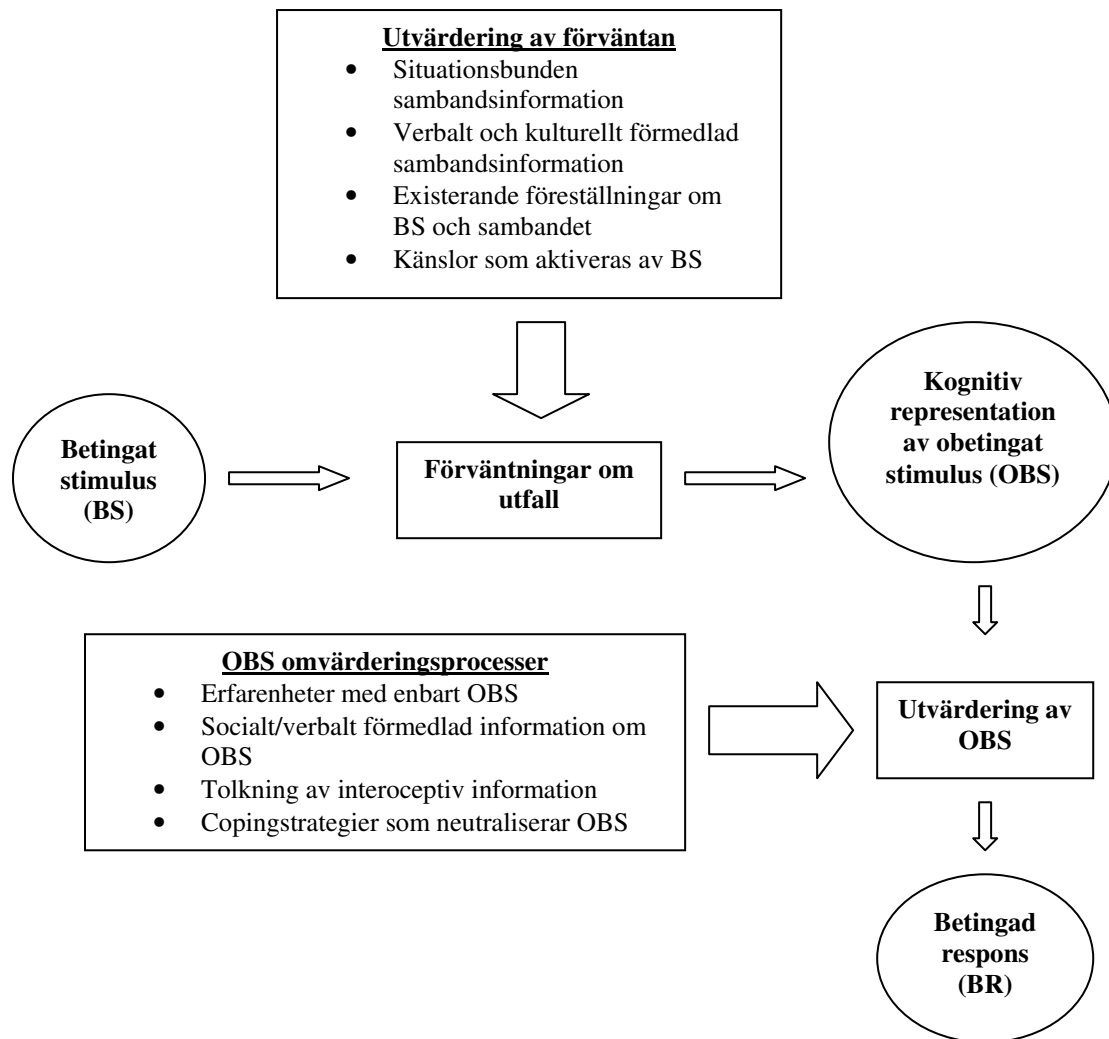 Utvärdering av förväntan
• Situationsbunden
sambandsinformation
• Verbalt och kulturellt förmedlad
sambandsinformation
• Existerande föreställningar om
BS och sambandet
• Känslor som aktiveras av BS
Betingat
stimulus
(BS)
Förväntningar om
utfall
Kognitiv
representation
av obetingat
stimulus (OBS)
OBS omvärderingsprocesser
• Erfarenheter med enbart OBS
• Socialt/verbalt förmedlad information om
OBS
• Tolkning av interoceptiv information
• Copingstrategier som neutraliserar OBS
Utvärdering av
OBS
Betingad
respons
(BR)